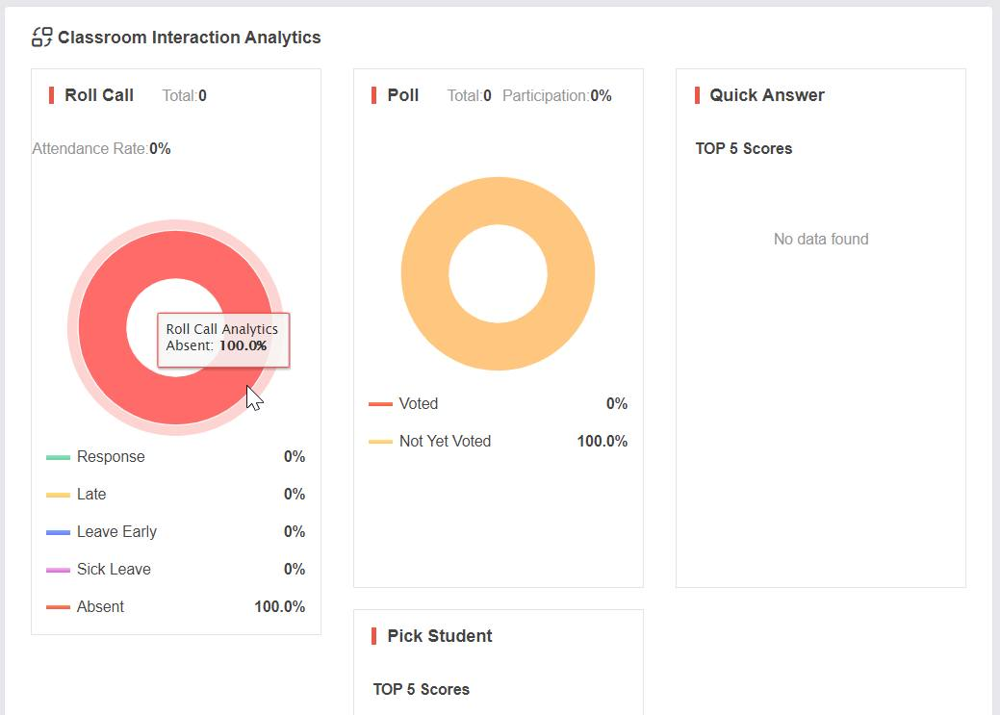 Classroom Interaction Analytics
Roll Call Total:0
Attendance Rate:0%
Roll Call Analytics
Absent: 100.0%
Response 0%
Late 0%
Leave Early 0%
Sick Leave 0%
Absent 100.0%
Poll Total:0 Participation:0%
Voted 0%
Not Yet Voted 100.0%
Quick Answer
TOP 5 Scores
No data found
Pick Student
TOP 5 Scores